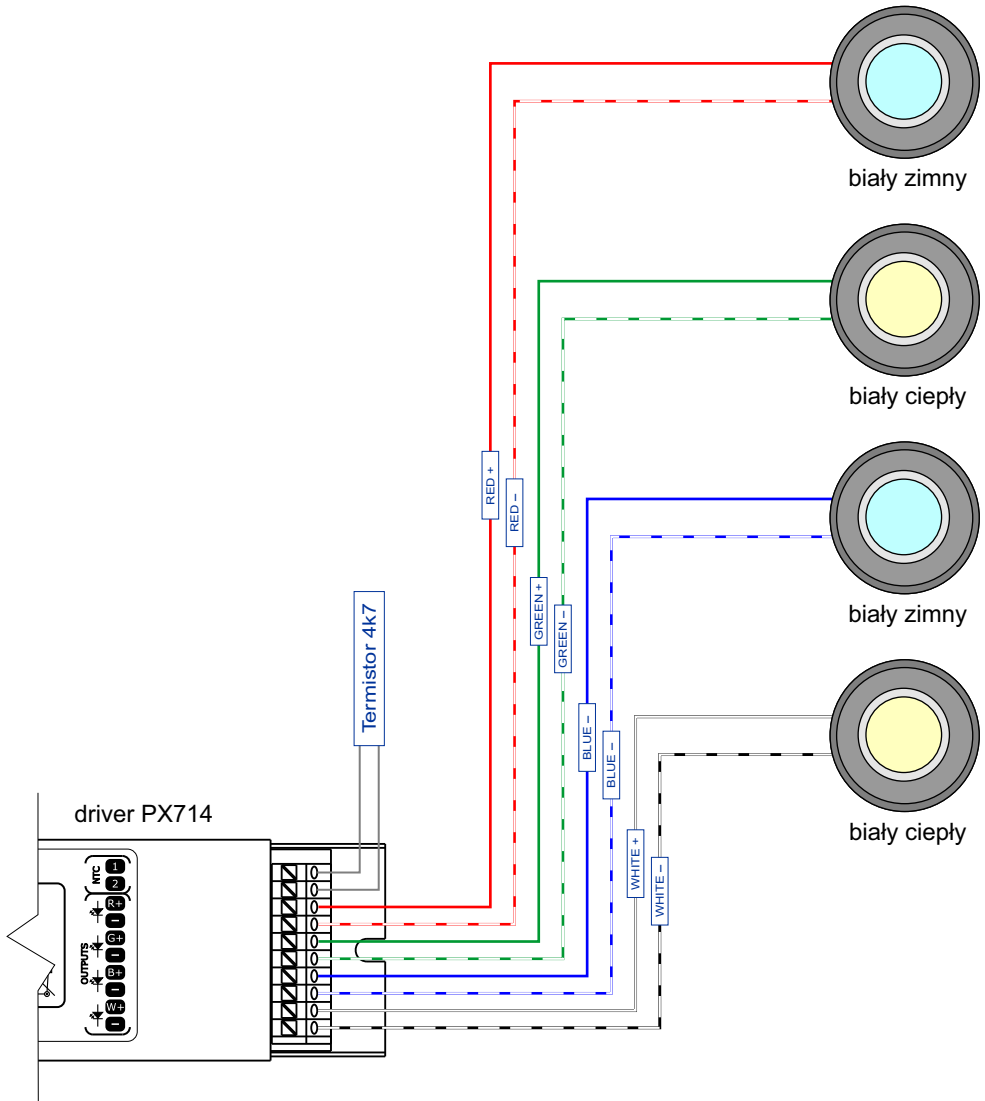 biały zimny
biały ciepły
RED +
RED –
biały zimny
GREEN +
GREEN –
Termistor 4k7
BLUE –
BLUE –
driver PX714
biały ciepły
WHITE +
WHITE –
NTC
1
2
OUTPUTS
R+
–
G+
–
B+
–
W+
–